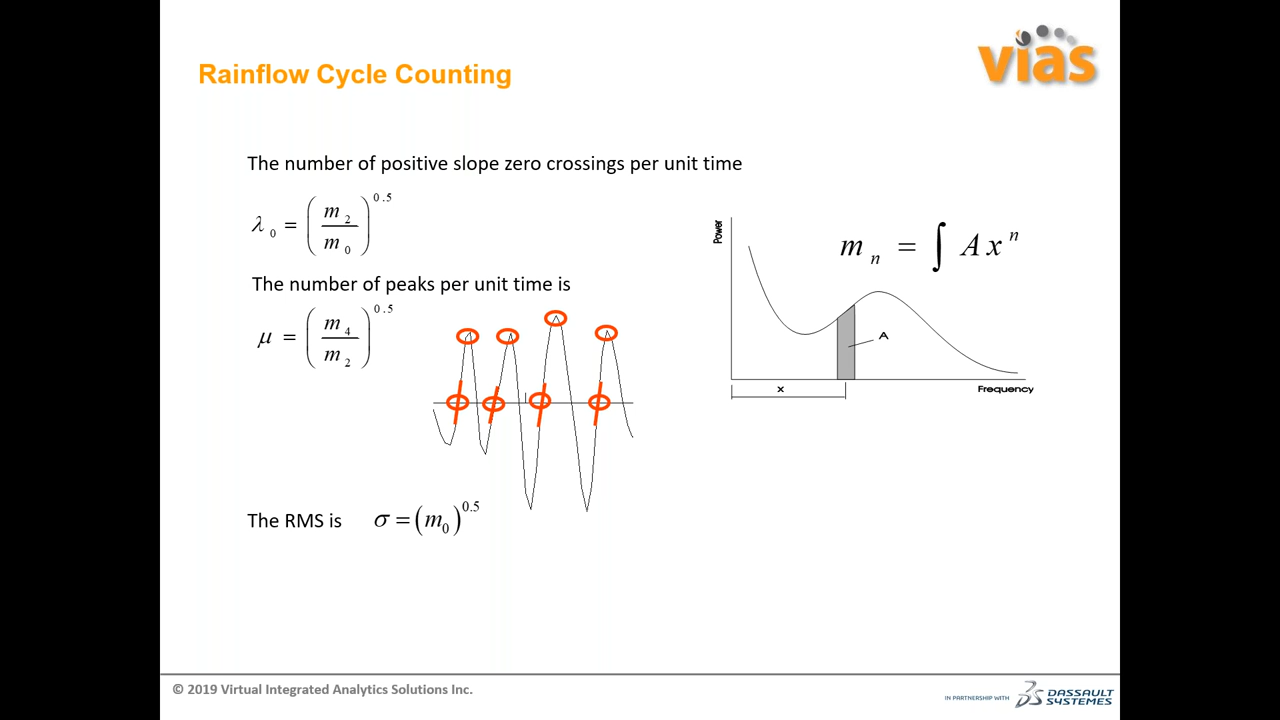 Rainflow Cycle Counting
vias
The number of positive slope zero crossings per unit time
λ₀ = (m₂/m₀)^0.5
The number of peaks per unit time is
μ = (m₄/m₂)^0.5
The RMS is σ = (m₀)^0.5
Power
mₙ = ∫ Axⁿ
A
x
Frequency
© 2019 Virtual Integrated Analytics Solutions Inc.
IN PARTNERSHIP WITH
DASSAULT
SYSTEMES